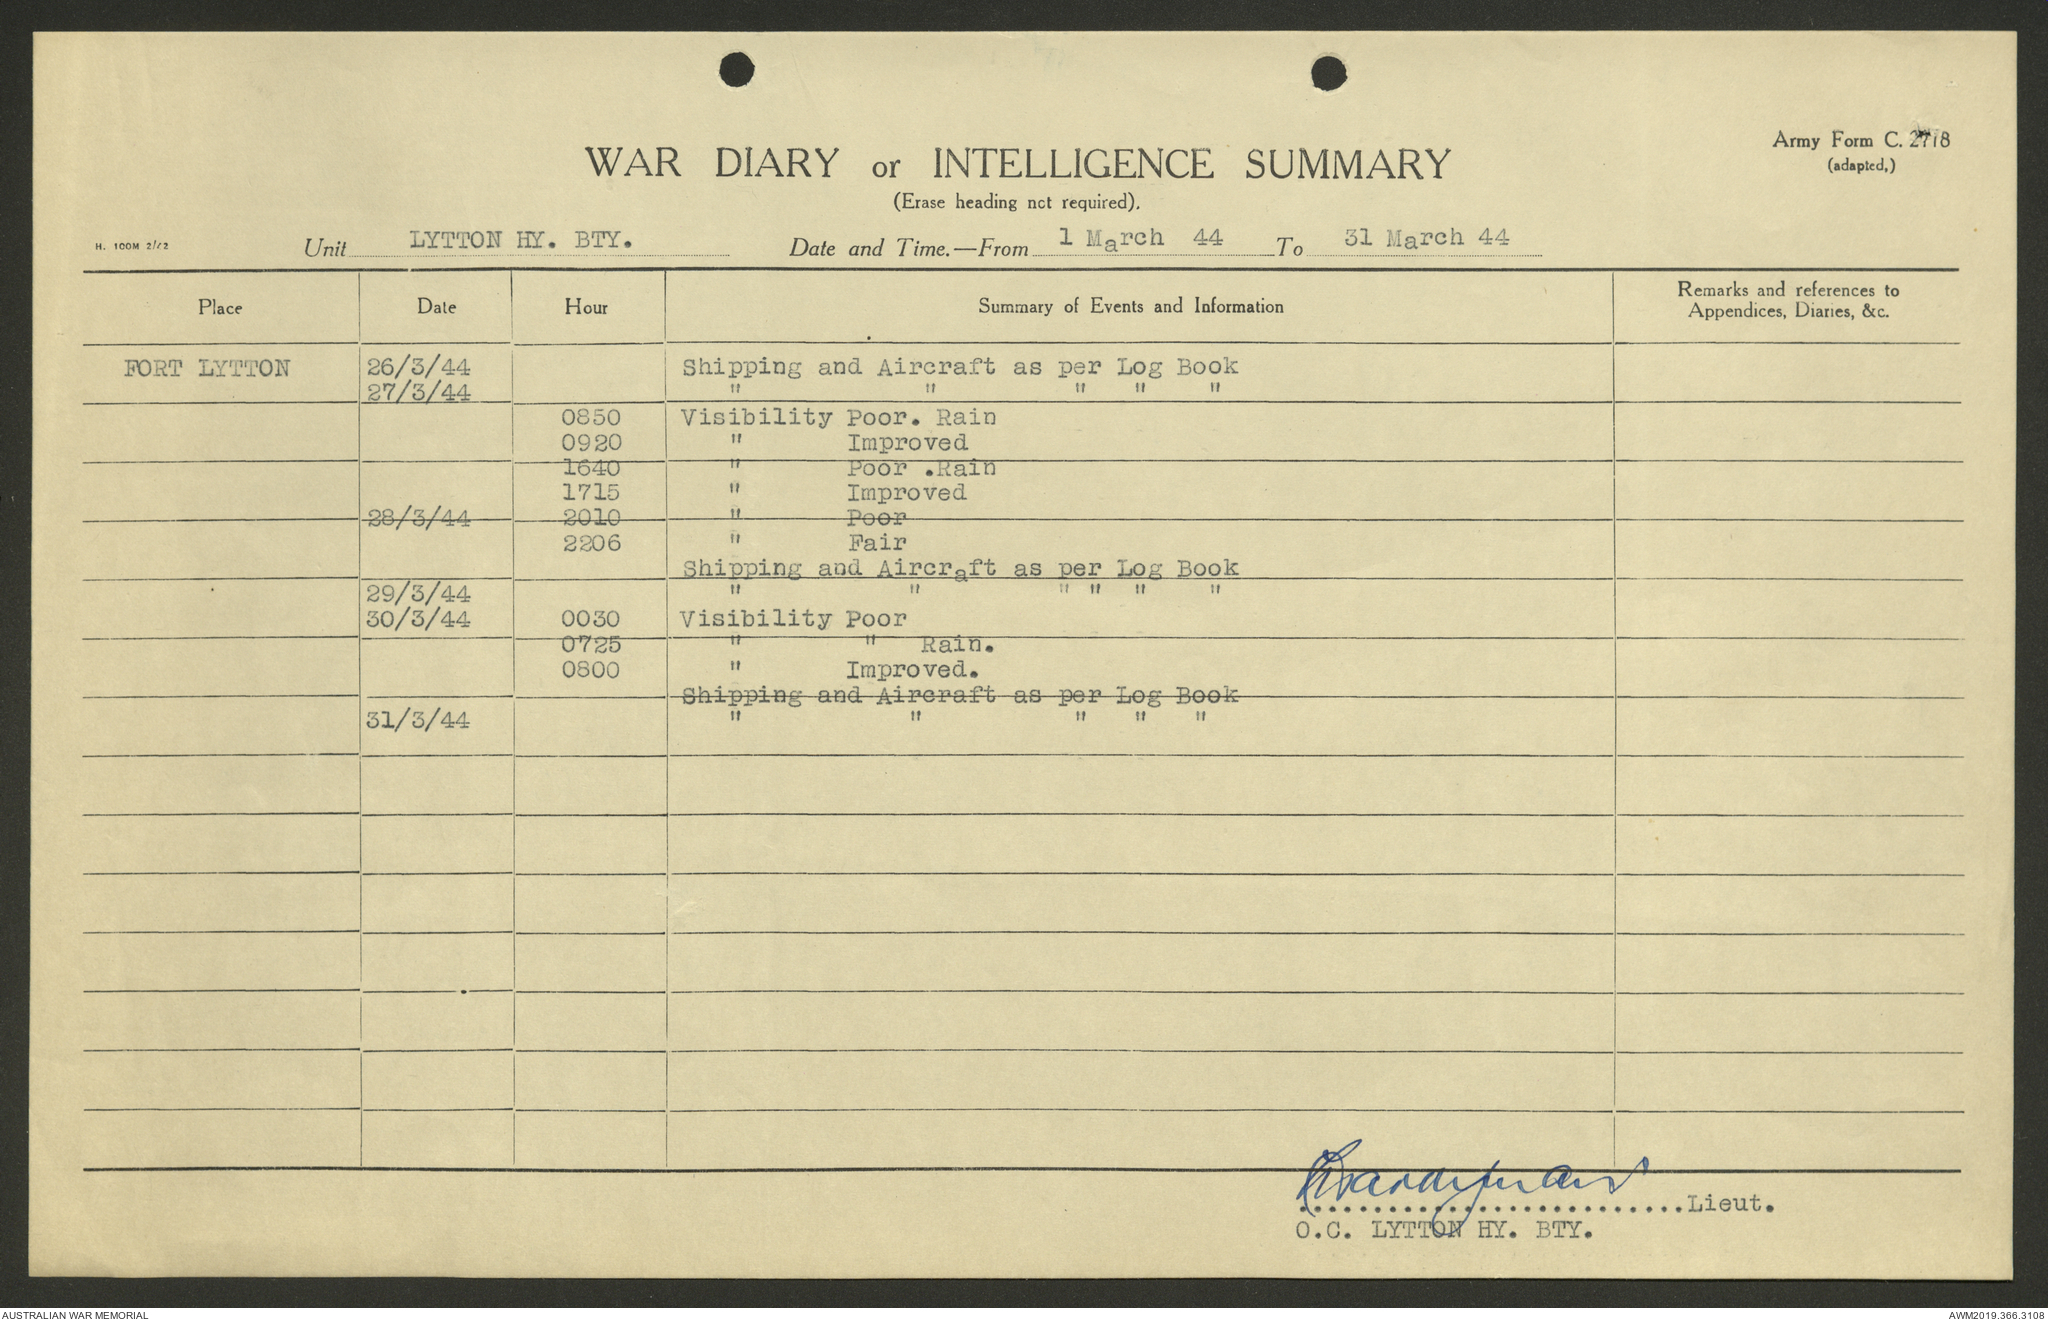 Army Form C. 2118
(adapted,)
WAR DIARY or INTELLIGENCE SUMMARY
(Erase heading not required).
H. 100M 2/42 Unit LYTTON HY. BTY. Date and Time.—From 1 March 44 To 31 March 44
Place Date Hour Summary of Events and Information Remarks and references to Appendices, Diaries, &c.
FORT LYTTON 26/3/44 Shipping and Aircraft as per Log Book
27/3/44 " " " " "
0850 Visibility Poor. Rain
0920 " Improved
1640 " Poor .Rain
1715 " Improved
28/3/44 2010 " Poor
2206 " Fair
Shipping and Aircraft as per Log Book
29/3/44 " " " " " "
30/3/44 0030 Visibility Poor
0725 " " Rain.
0800 " Improved.
Shipping and Aircraft as per Log Book
31/3/44 " " " " "
..........................Lieut.
O.C. LYTTON HY. BTY.
AUSTRALIAN WAR MEMORIAL AWM2019.366.3108